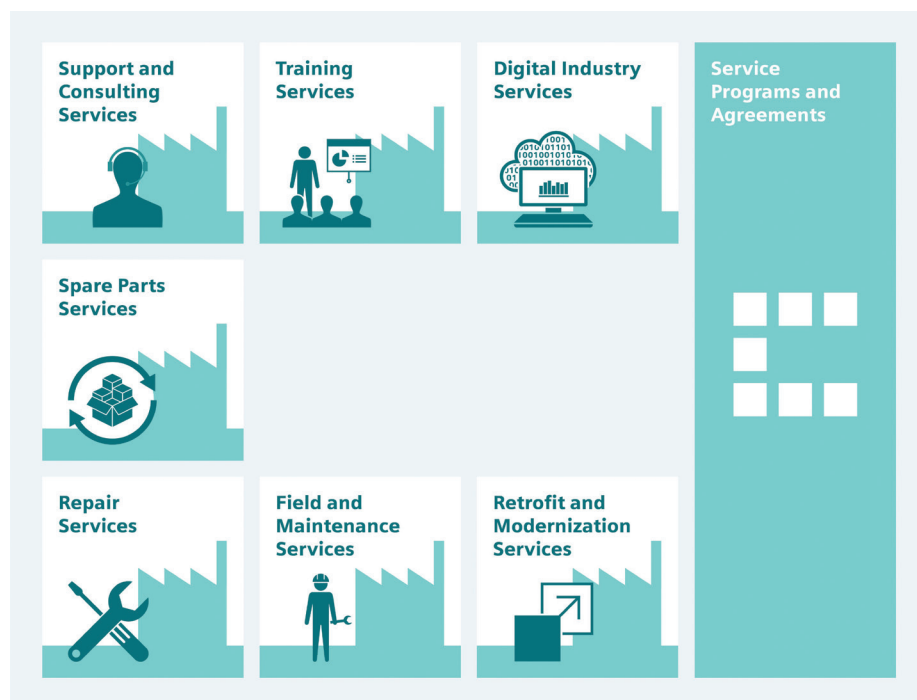 Support and
Consulting
Services
Training
Services
Digital Industry
Services
Service
Programs and
Agreements
Spare Parts
Services
Repair
Services
Field and
Maintenance
Services
Retrofit and
Modernization
Services